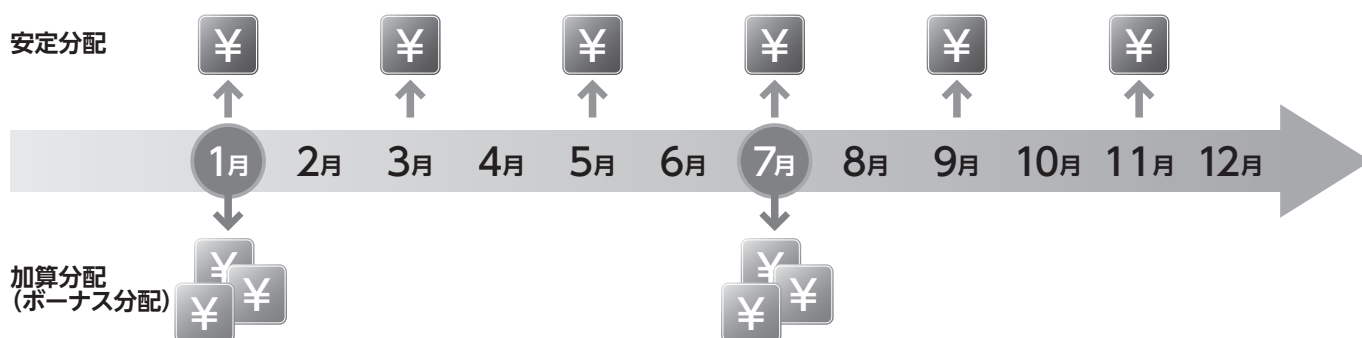 安定分配
¥ ¥ ¥ ¥ ¥ ¥
1月 2月 3月 4月 5月 6月 7月 8月 9月 10月 11月 12月
加算分配
（ボーナス分配）
¥ ¥ ¥ ¥ ¥ ¥